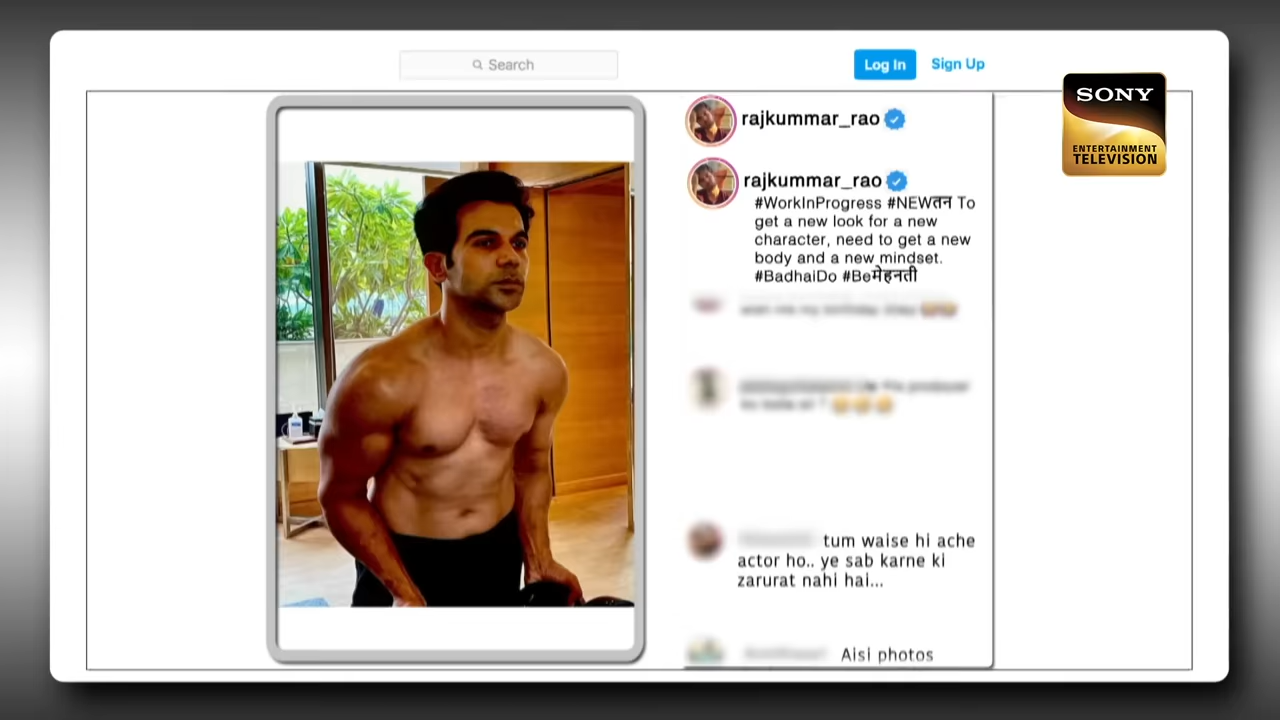 Search
Log In
Sign Up
SONY
ENTERTAINMENT
TELEVISION
rajkummar_rao
rajkummar_rao
#WorkInProgress #NEWतन To
get a new look for a new
character, need to get a new
body and a new mindset.
#BadhaiDo #Beमेहनती
tum waise hi ache
actor ho.. ye sab karne ki
zarurat nahi hai...
Aisi photos